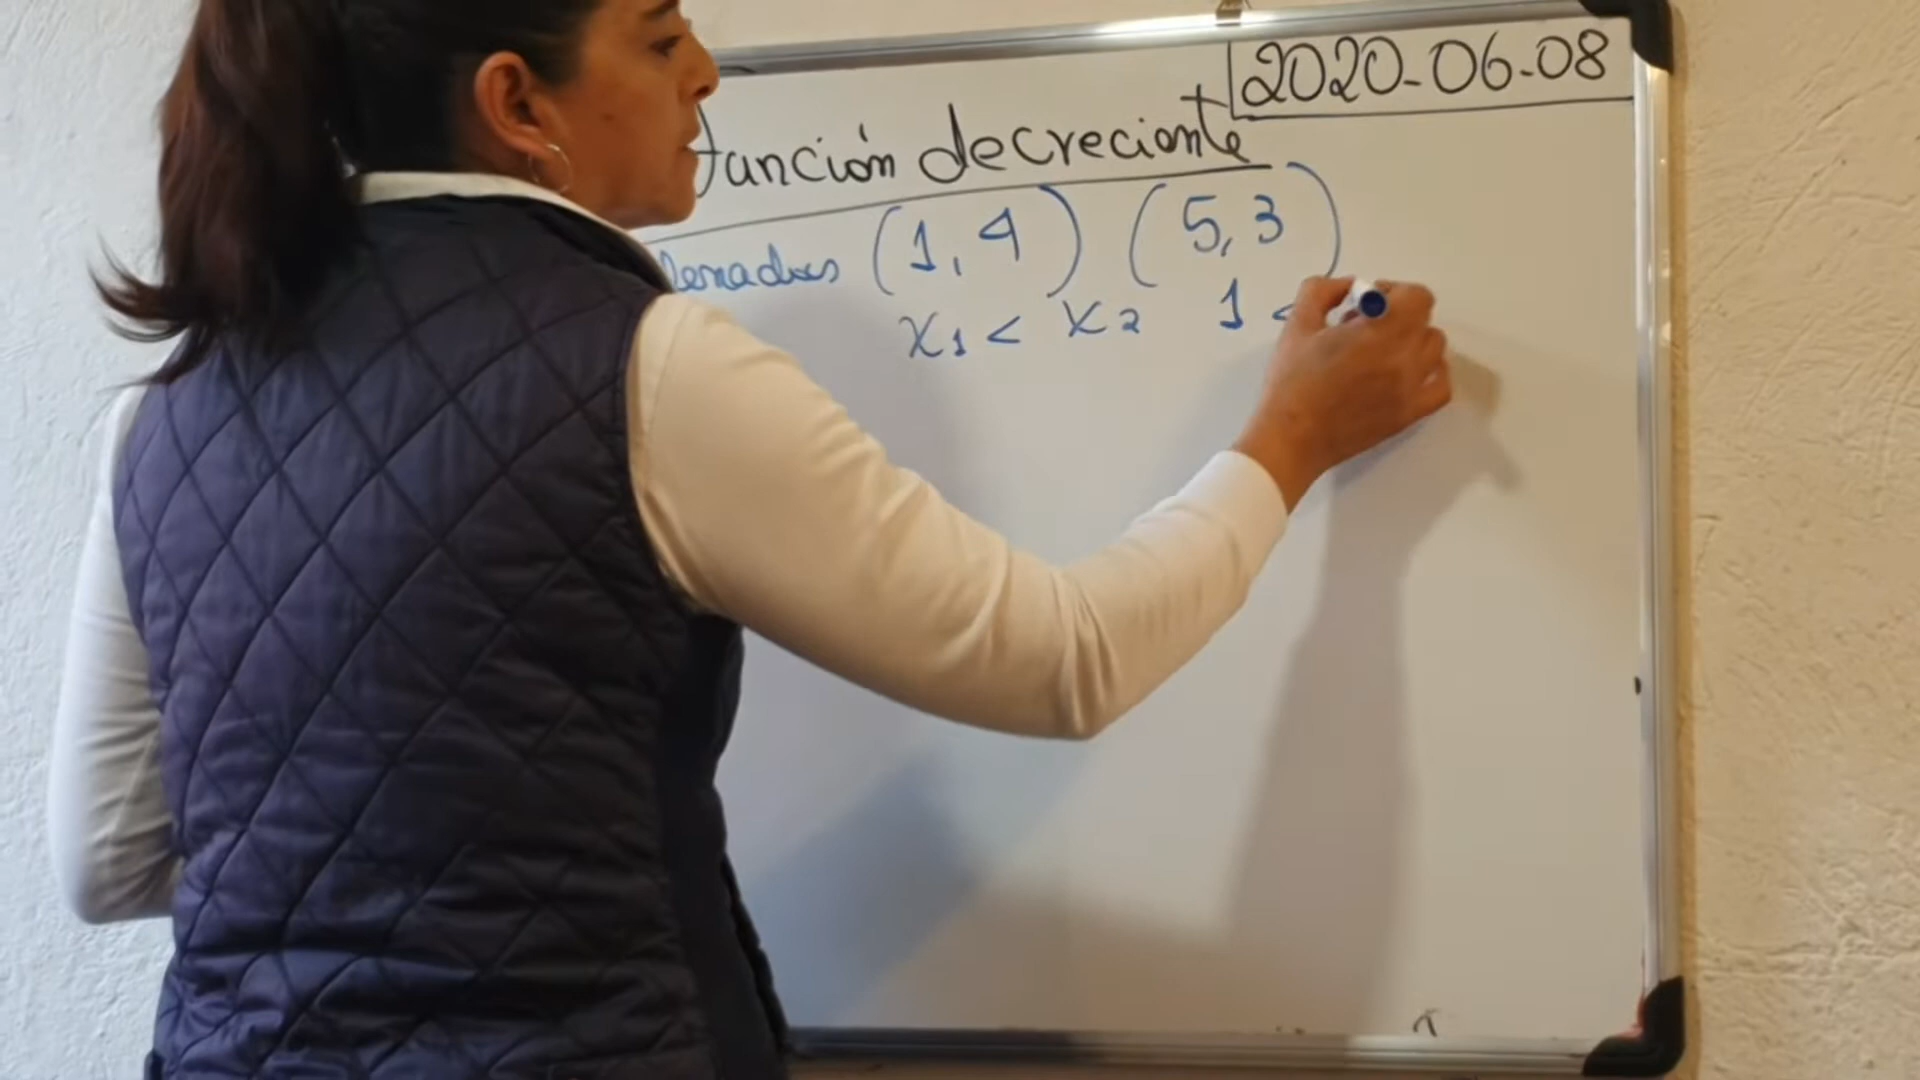 2020-06-08
función decreciente
(1, 4) (5, 3)
x₁ < x₂ 1 <